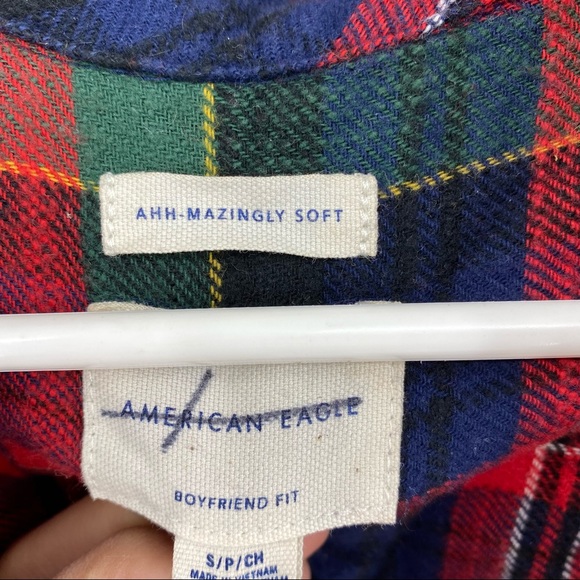 AHH-MAZINGLY SOFT
AMERICAN EAGLE
BOYFRIEND FIT
S/P/CH
MADE IN VIETNAM